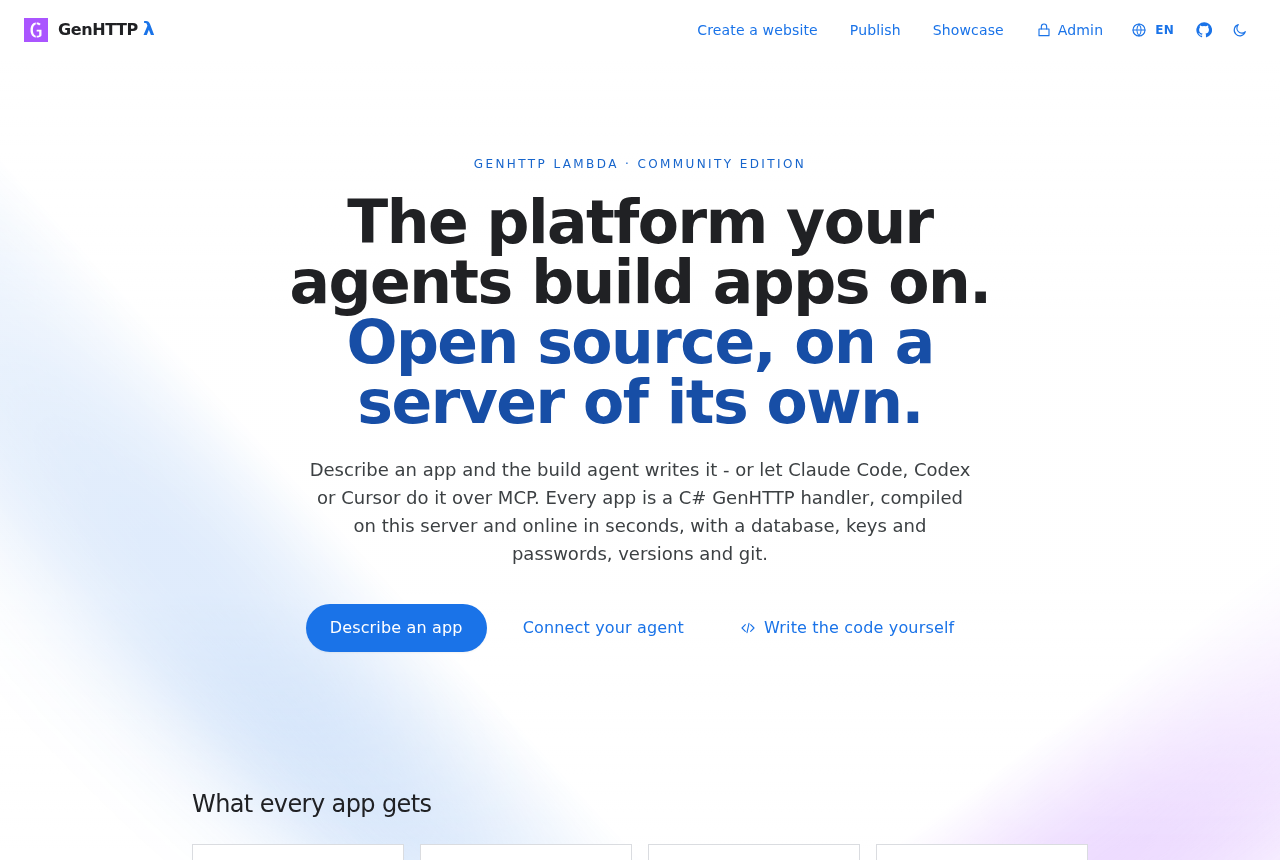 GenHTTP λ
Create a website
Publish
Showcase
Admin
EN
GENHTTP LAMBDA · COMMUNITY EDITION
The platform your
agents build apps on.
Open source, on a
server of its own.
Describe an app and the build agent writes it - or let Claude Code, Codex
or Cursor do it over MCP. Every app is a C# GenHTTP handler, compiled
on this server and online in seconds, with a database, keys and
passwords, versions and git.
Describe an app
Connect your agent
Write the code yourself
What every app gets